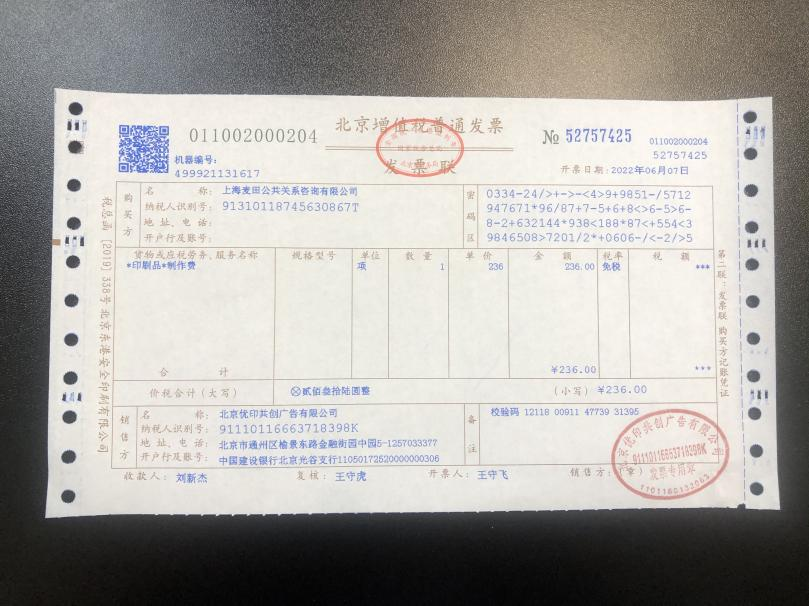 011002000204
北京增值税普通发票
发票联
№ 52757425
011002000204
52757425
机器编号:
499921131617
开票日期: 2022年06月07日
税总函〔2019〕338号 北京东港安全印刷有限公司
购买方
名 称: 上海麦田公共关系咨询有限公司
纳税人识别号: 91310118745630867T
地 址、电 话:
开户行及账号:
密码区
0334-24/>+->-<4>9+9851-/5712
947671*96/87+7-5+6+8<>6-5>6-
8-2+632144*938<188*87<+554<3
9846508>7201/2*+0606-/<-2/>5
货物或应税劳务、服务名称 规格型号 单位 数 量 单 价 金 额 税率 税 额
*印刷品*制作费 项 1 236 236.00 免税 ***
合 计 ¥236.00 ***
价税合计(大写) ⊗贰佰叁拾陆圆整 (小写) ¥236.00
销售方
名 称: 北京优印共创广告有限公司
纳税人识别号: 91110116663718398K
地 址、电 话: 北京市通州区榆景东路金融街园中园5-1257033377
开户行及账号: 中国建设银行北京光谷支行11050172520000000306
备注
校验码 12118 00911 47739 31395
收款人: 刘新杰 复核: 王守虎 开票人: 王守飞 销售方:(章)
第二联:发票联 购买方记账凭证
北京优印共创广告有限公司
91110116663718398K
发票专用章